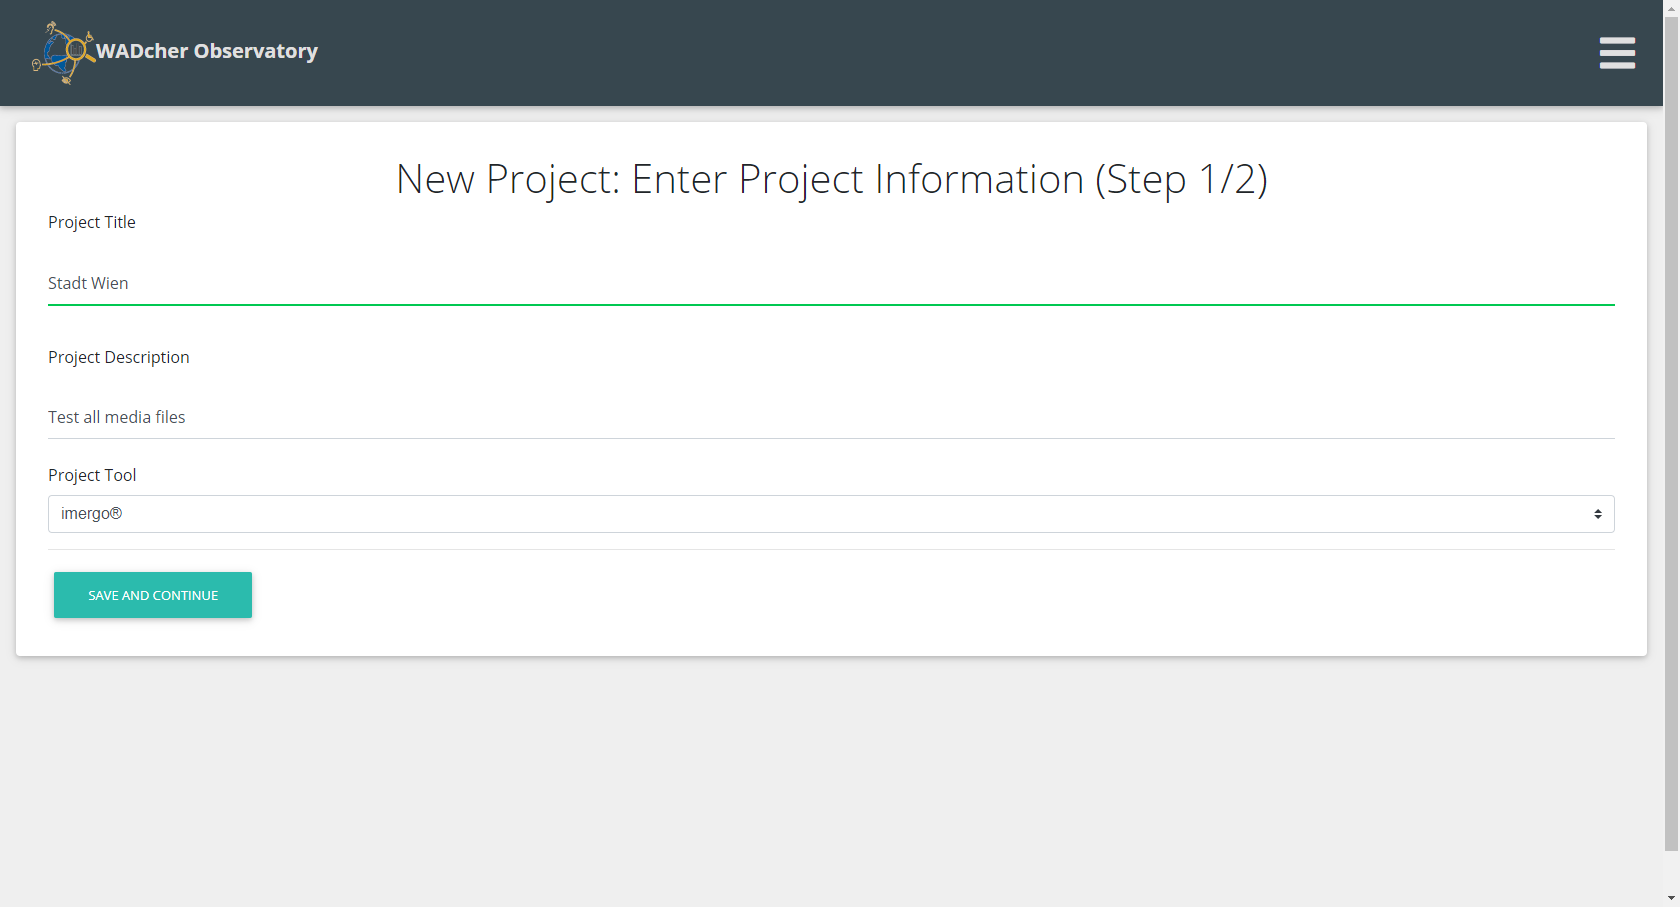 WADcher Observatory
New Project: Enter Project Information (Step 1/2)
Project Title
Stadt Wien
Project Description
Test all media files
Project Tool
imergo®
SAVE AND CONTINUE